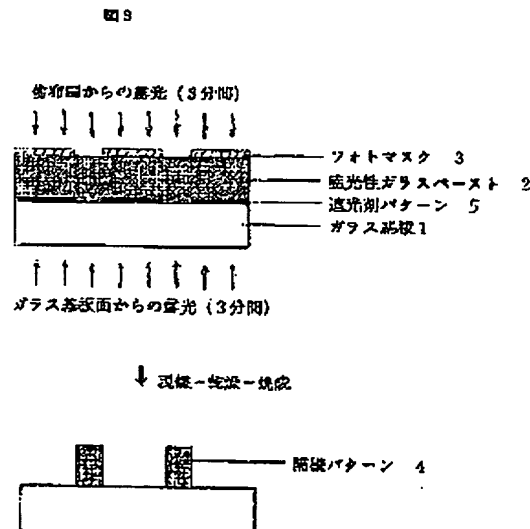 図3
塗布面からの露光 (3分間)
フォトマスク 3
感光性ガラスペースト 2
遮光剤パターン 5
ガラス基板 1
ガラス基板面からの露光 (3分間)
現像-乾燥-焼成
隔壁パターン 4